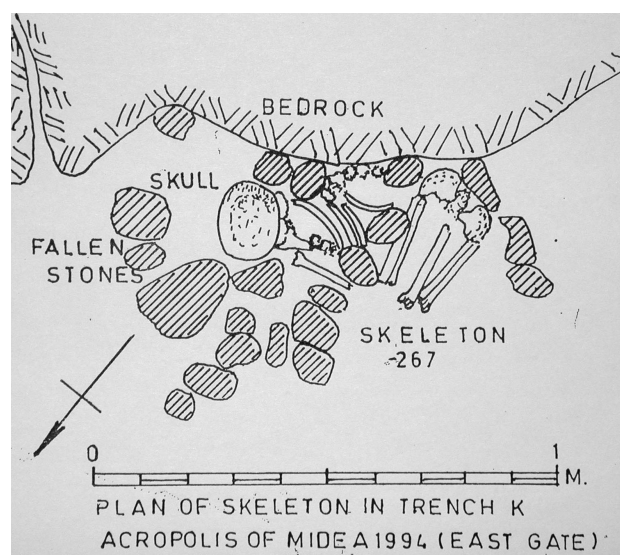 BEDROCK
SKULL
FALLEN
STONES
SKELETON
-267
0 1
M.
PLAN OF SKELETON IN TRENCH K
ACROPOLIS OF MIDEA 1994 (EAST GATE)